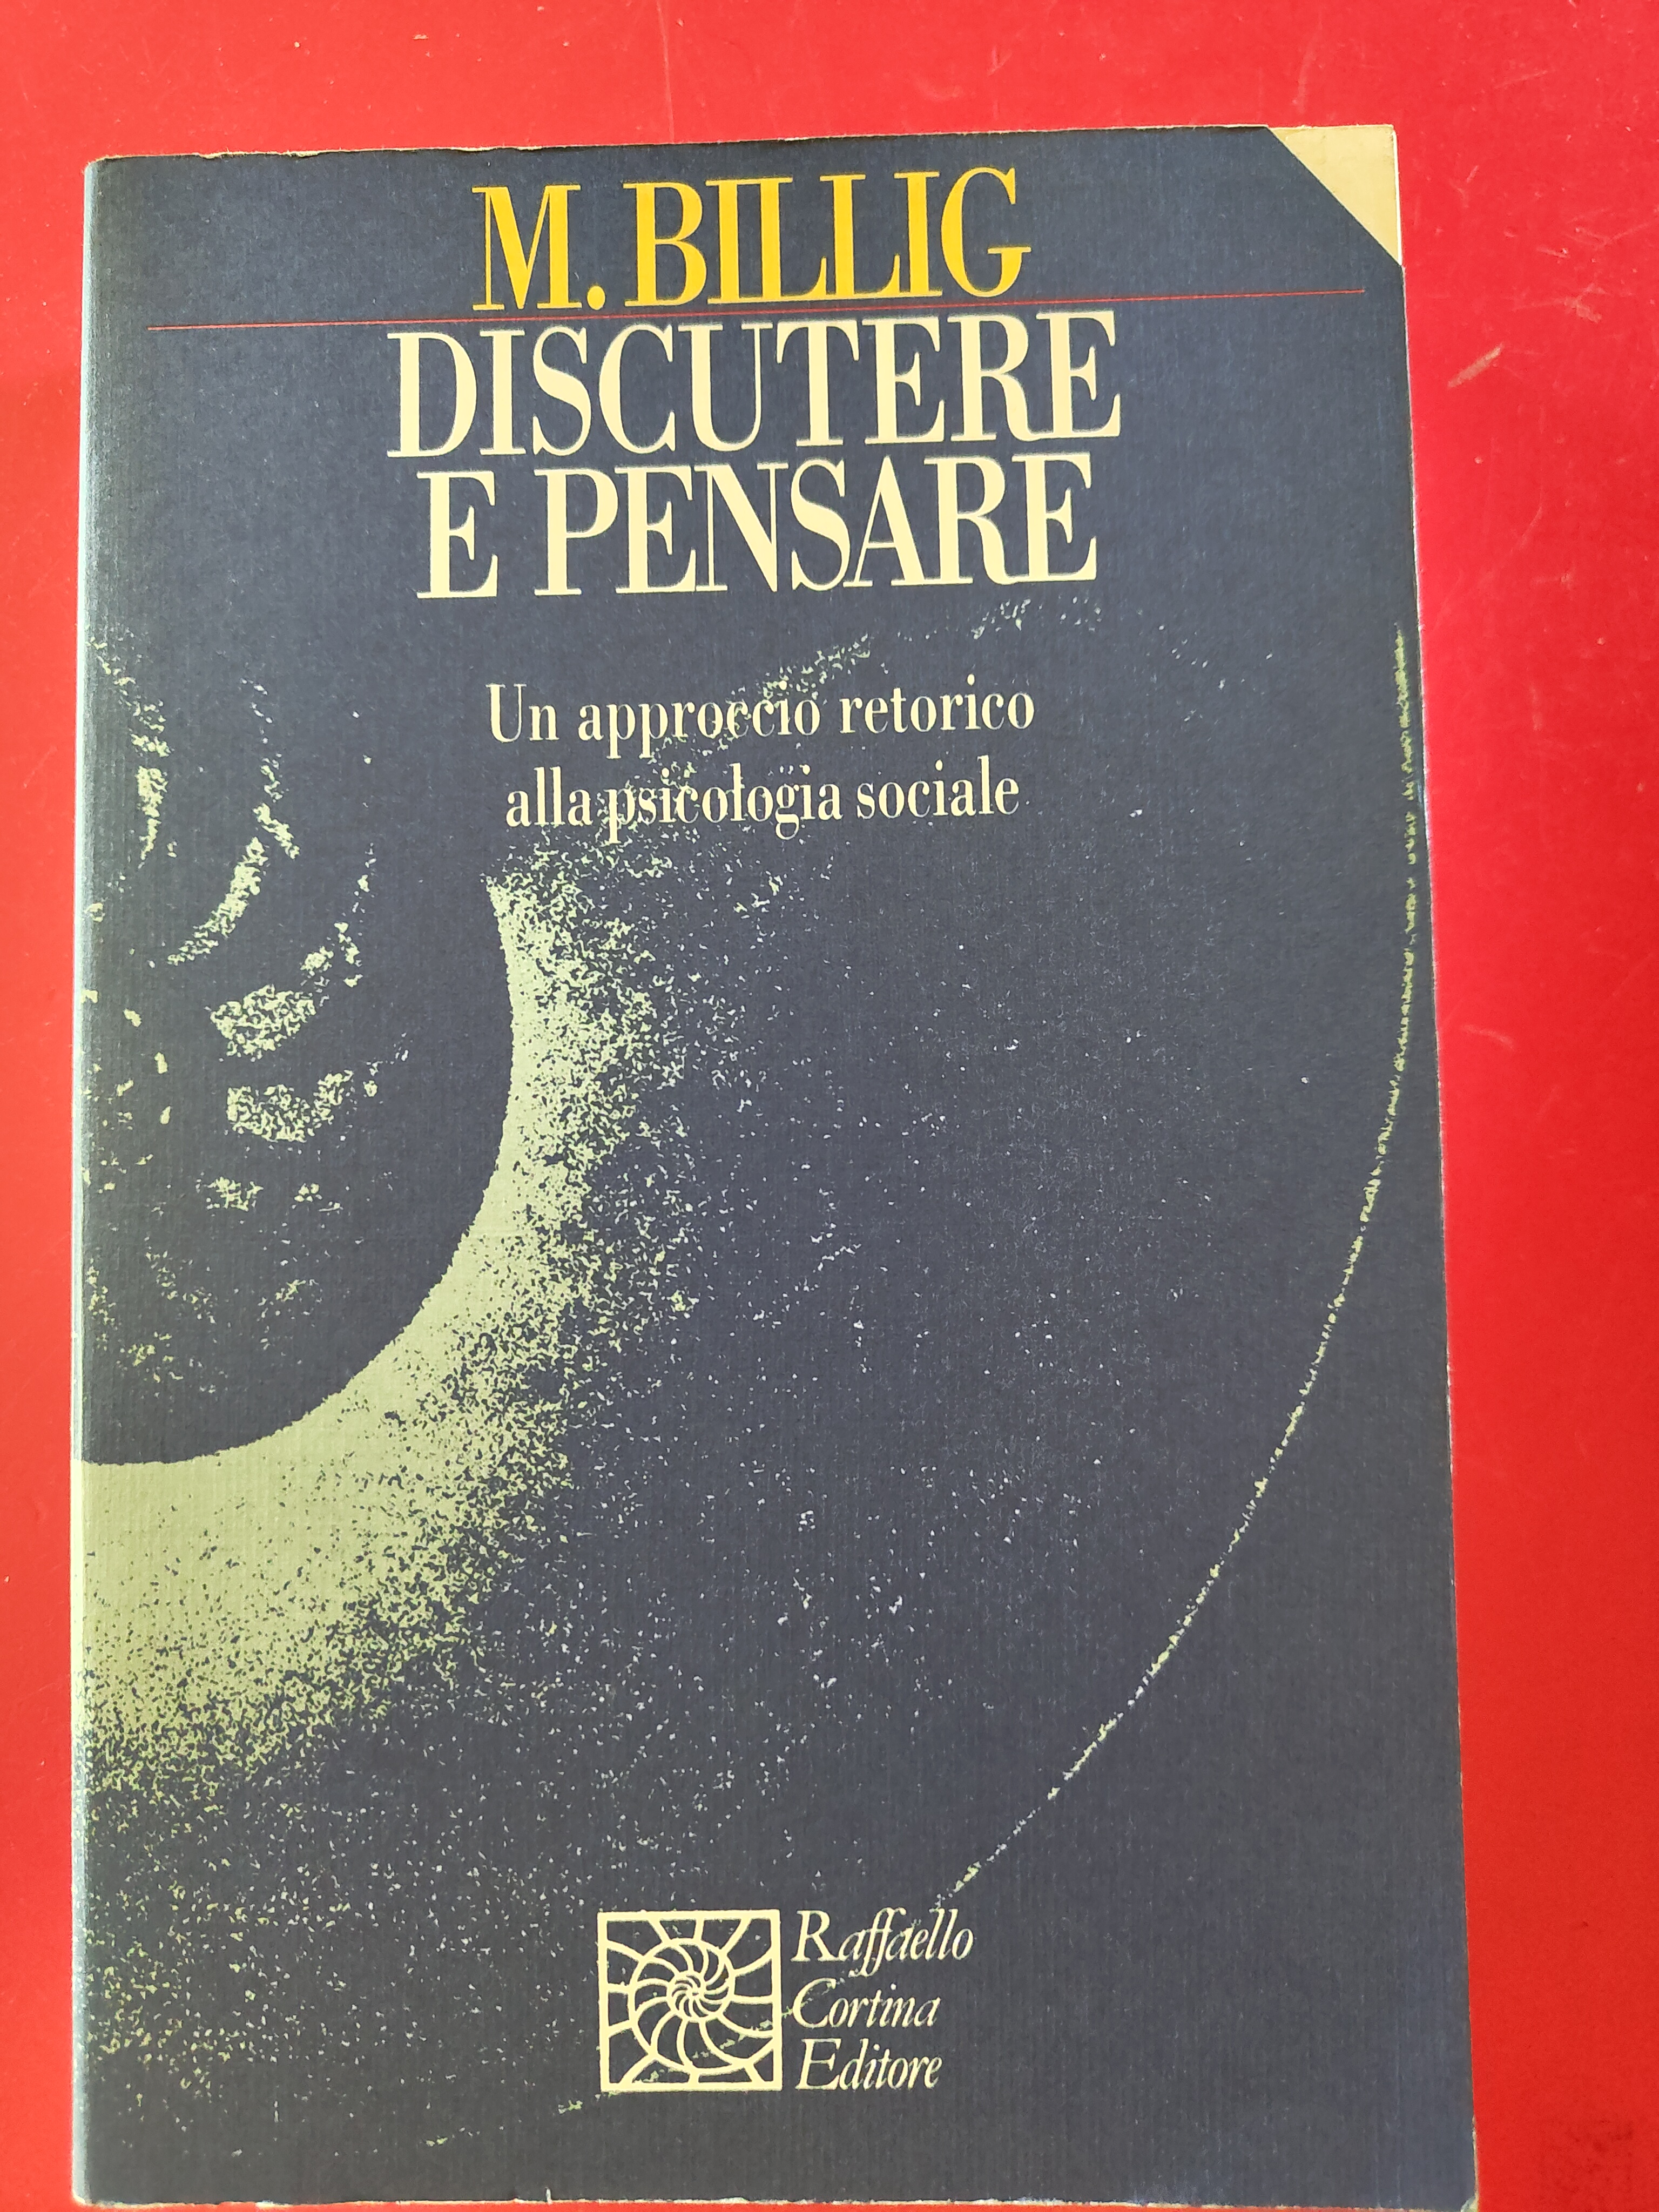 M. BILLIG
DISCUTERE
E PENSARE
Un approccio retorico
alla psicologia sociale
Raffaello
Cortina
Editore